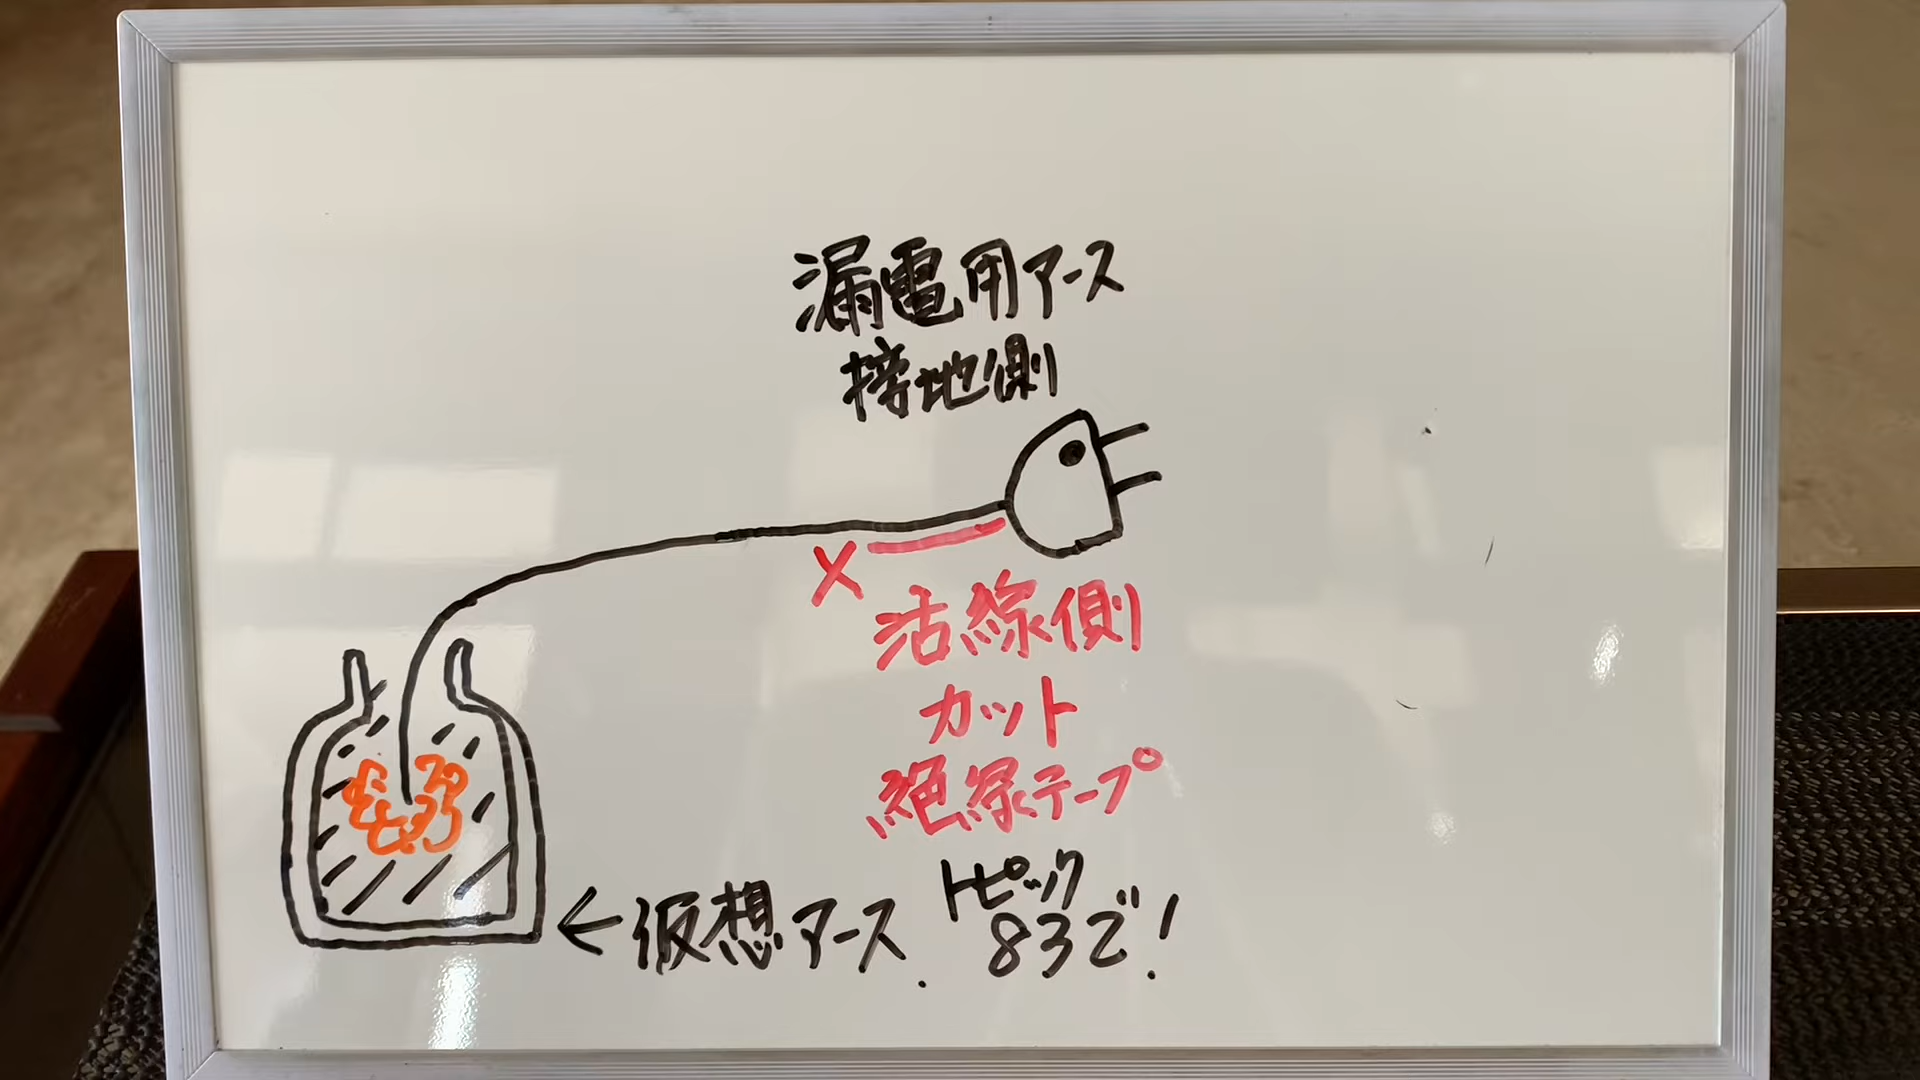 漏電用アース
接地側
活線側
カット
絶縁テープ
←仮想アース.
トピック
83で!